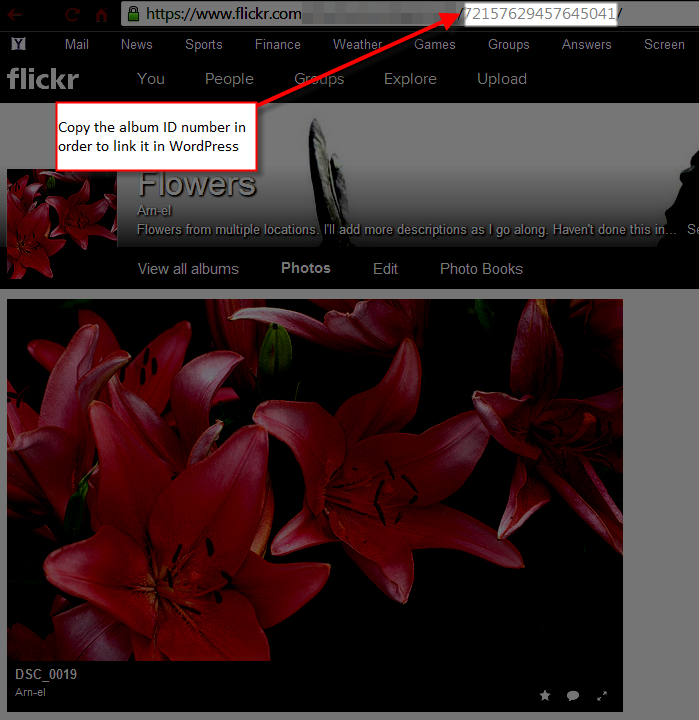 https://www.flickr.com /72157629457645041/
Y Mail News Sports Finance Weather Games Groups Answers Screen
flickr You People Groups Explore Upload
Copy the album ID number in
order to link it in WordPress
Flowers
Arn-el
Flowers from multiple locations. I'll add more descriptions as I go along. Haven't done this in... Se
View all albums Photos Edit Photo Books
DSC_0019
Arn-el